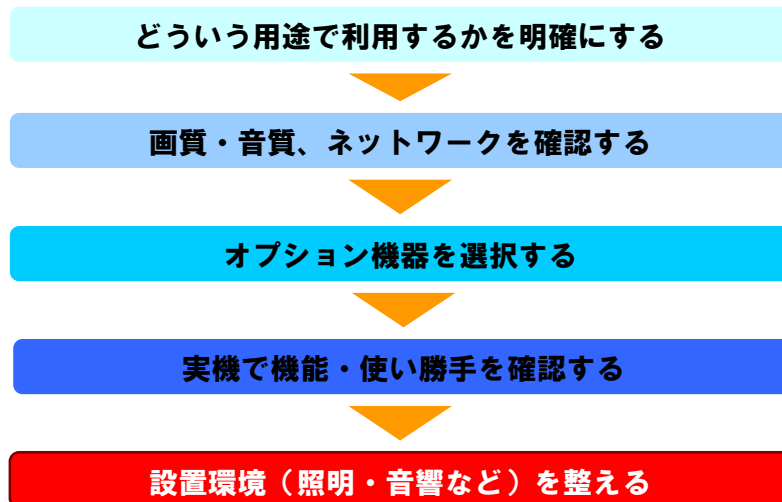 どういう用途で利用するかを明確にする
画質・音質、ネットワークを確認する
オプション機器を選択する
実機で機能・使い勝手を確認する
設置環境（照明・音響など）を整える